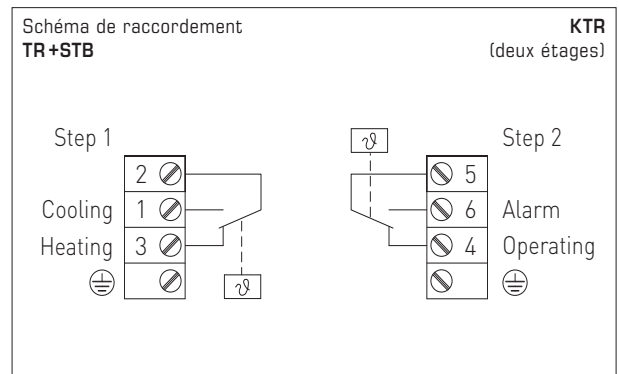 Schéma de raccordement
TR+STB
KTR
(deux étages)
Step 1
2
Cooling 1
Heating 3
ϑ
ϑ
Step 2
5
6 Alarm
4 Operating